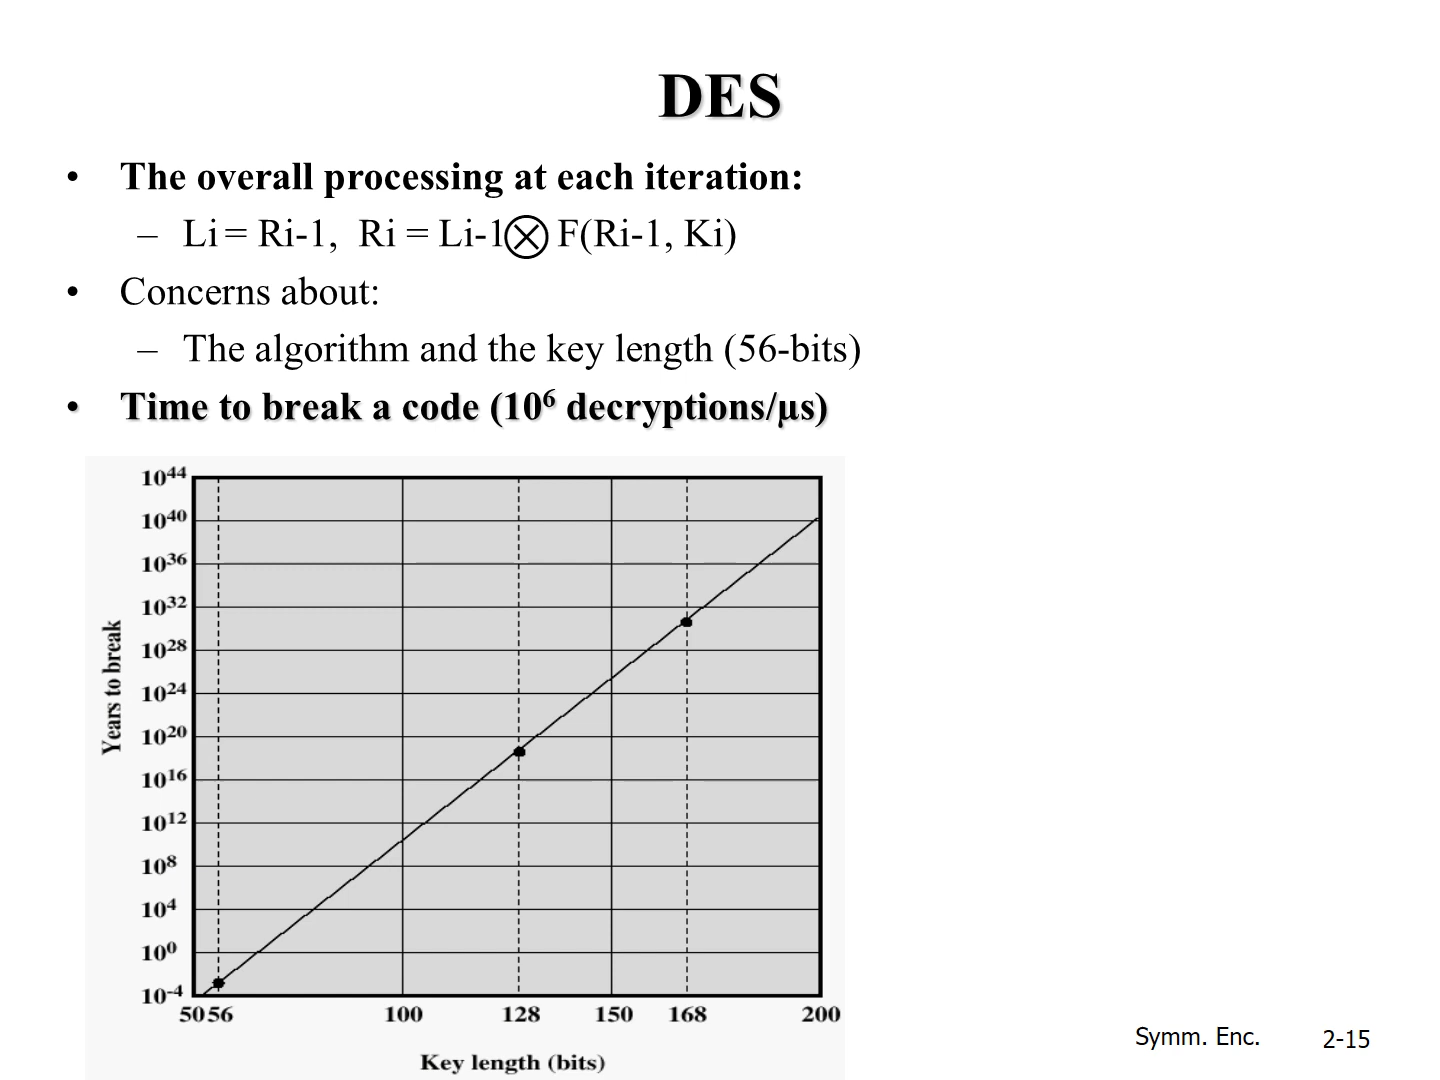 DES
• The overall processing at each iteration:
– Li = Ri-1, Ri = Li-1⊗ F(Ri-1, Ki)
• Concerns about:
– The algorithm and the key length (56-bits)
• Time to break a code (10⁶ decryptions/µs)
10⁴⁴
10⁴⁰
10³⁶
10³²
10²⁸
10²⁴
10²⁰
10¹⁶
10¹²
10⁸
10⁴
10⁰
10⁻⁴
Years to break
50 56 100 128 150 168 200
Key length (bits)
Symm. Enc. 2-15